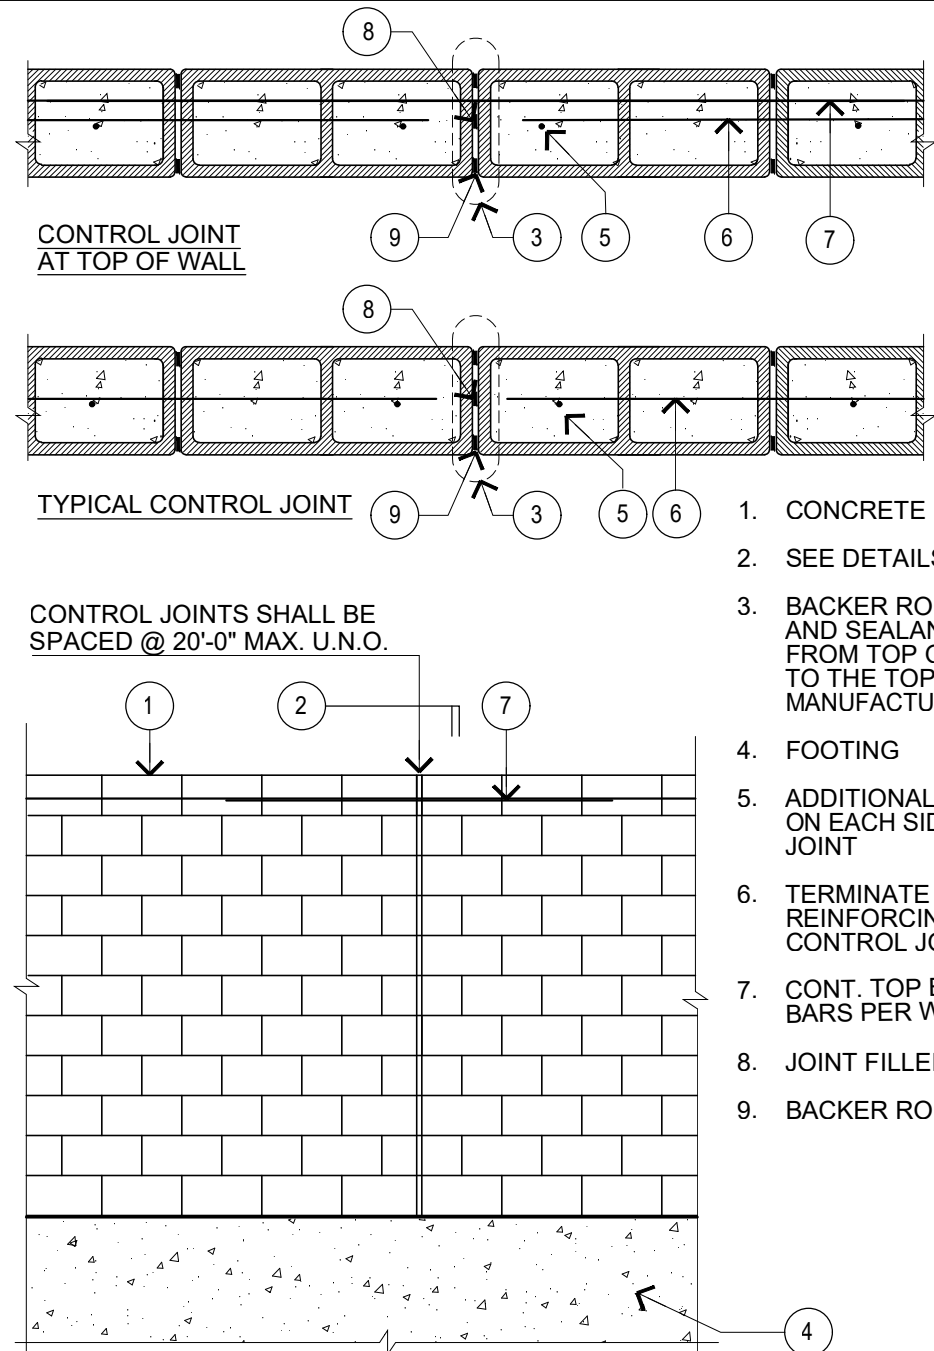 8
9
3
5
6
7
CONTROL JOINT
AT TOP OF WALL
8
9
3
5
6
TYPICAL CONTROL JOINT
CONTROL JOINTS SHALL BE
SPACED @ 20'-0" MAX. U.N.O.
1
2
7
4
1. CONCRETE
2. SEE DETAILS
3. BACKER RO
AND SEALAN
FROM TOP O
TO THE TOP
MANUFACTU
4. FOOTING
5. ADDITIONAL
ON EACH SID
JOINT
6. TERMINATE
REINFORCIN
CONTROL JO
7. CONT. TOP
BARS PER W
8. JOINT FILLE
9. BACKER RO